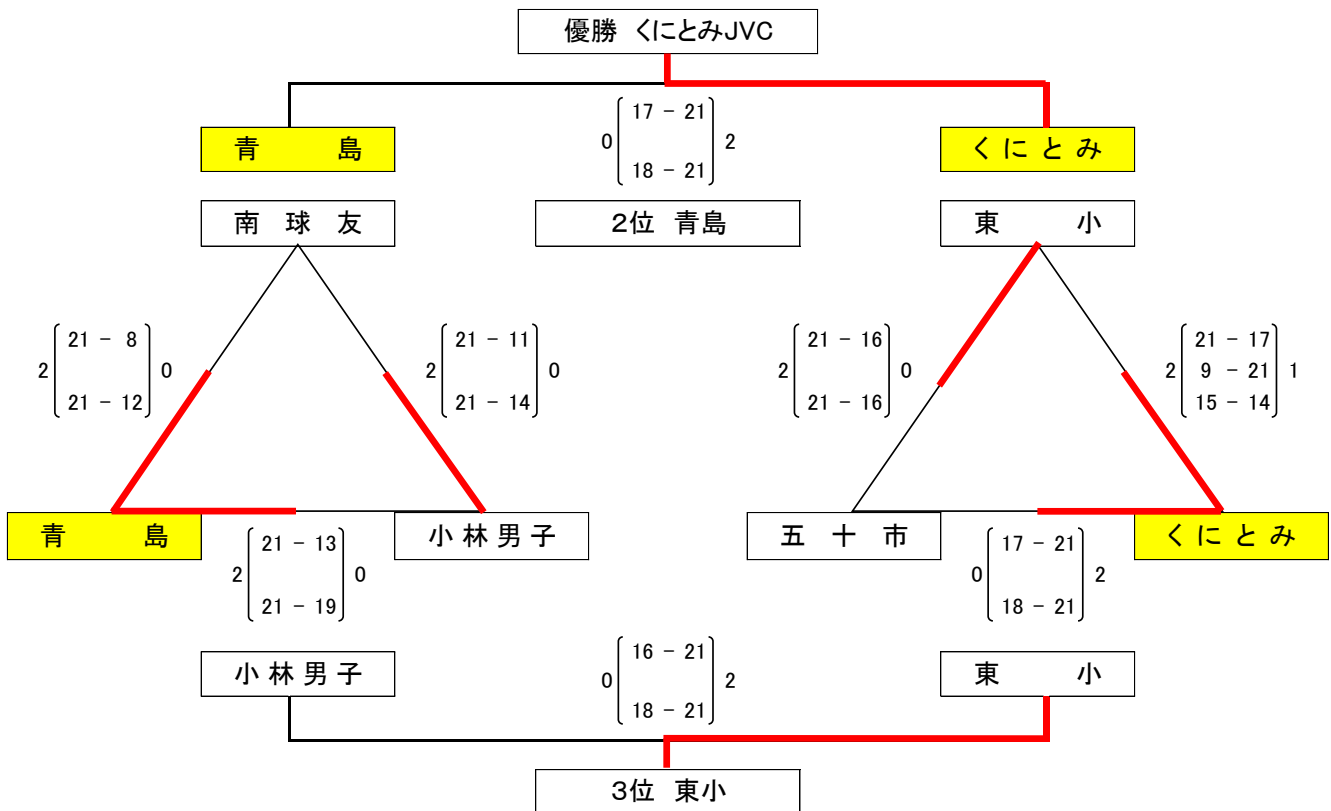 優勝 くにとみJVC
17 - 21
0 2
18 - 21
青 島
くにとみ
南 球 友
2位 青島
東 小
21 - 8
2 0
21 - 12
21 - 11
2 0
21 - 14
21 - 16
2 0
21 - 16
21 - 17
2 9 - 21 1
15 - 14
青 島
小林男子
五 十 市
くにとみ
21 - 13
2 0
21 - 19
17 - 21
0 2
18 - 21
小林男子
16 - 21
0 2
18 - 21
東 小
3位 東小